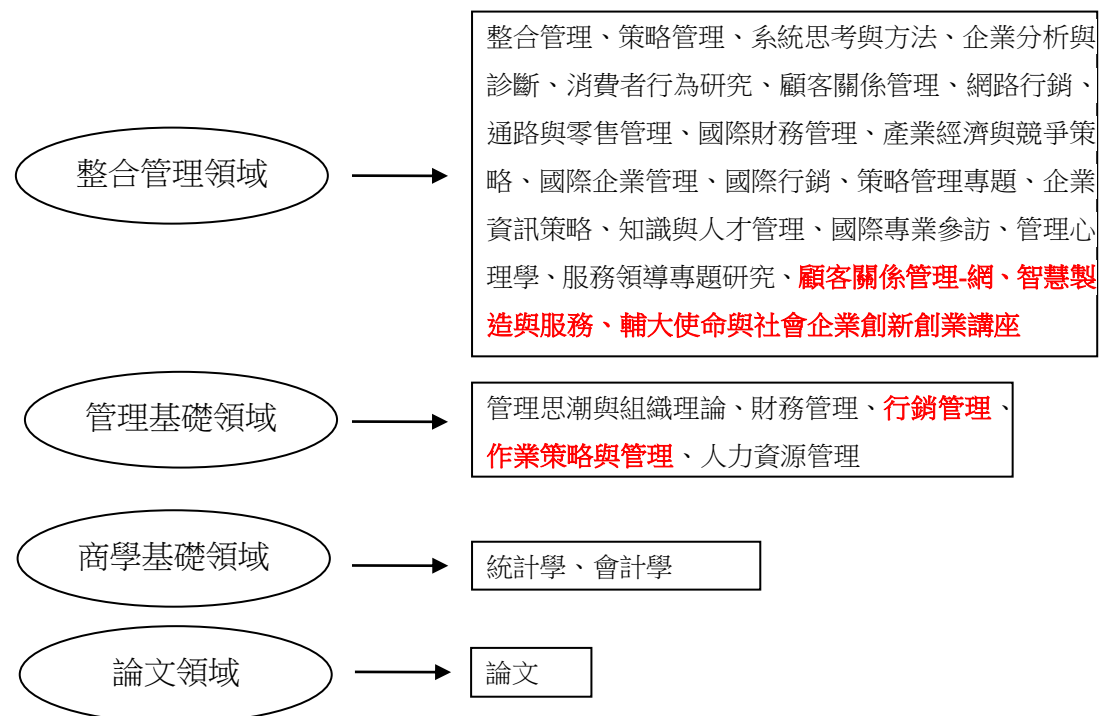 整合管理領域
整合管理、策略管理、系統思考與方法、企業分析與
診斷、消費者行為研究、顧客關係管理、網路行銷、
通路與零售管理、國際財務管理、產業經濟與競爭策
略、國際企業管理、國際行銷、策略管理專題、企業
資訊策略、知識與人才管理、國際專業參訪、管理心
理學、服務領導專題研究、顧客關係管理-網、智慧製
造與服務、輔大使命與社會企業創新創業講座
管理基礎領域
管理思潮與組織理論、財務管理、行銷管理、
作業策略與管理、人力資源管理
商學基礎領域
統計學、會計學
論文領域
論文